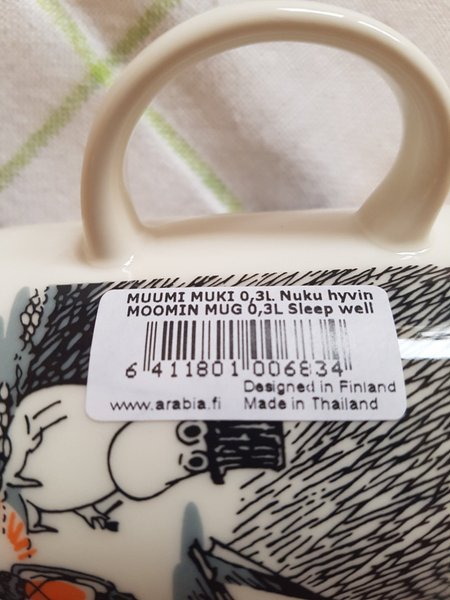 MUUMI MUKI 0,3L Nuku hyvin
MOOMIN MUG 0,3L Sleep well
6 411801 006834
Designed in Finland
www.arabia.fi Made in Thailand